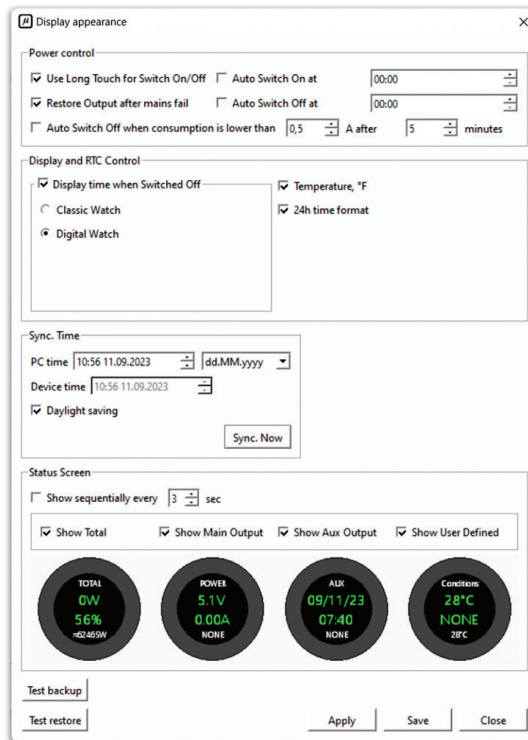 μ Display appearance
Power control
Use Long Touch for Switch On/Off Auto Switch On at 00:00
Restore Output after mains fail Auto Switch Off at 00:00
Auto Switch Off when consumption is lower than 0,5 A after 5 minutes
Display and RTC Control
Display time when Switched Off Temperature, °F
Classic Watch 24h time format
Digital Watch
Sync. Time
PC time 10:56 11.09.2023 dd.MM.yyyy
Device time 10:56 11.09.2023
Daylight saving
Sync. Now
Status Screen
Show sequentially every 3 sec
Show Total Show Main Output Show Aux Output Show User Defined
TOTAL POWER AUX Conditions
0W 5.1V 09/11/23 28°C
56% 0.00A 07:40 NONE
≈62465W NONE NONE 28°C
Test backup
Test restore Apply Save Close